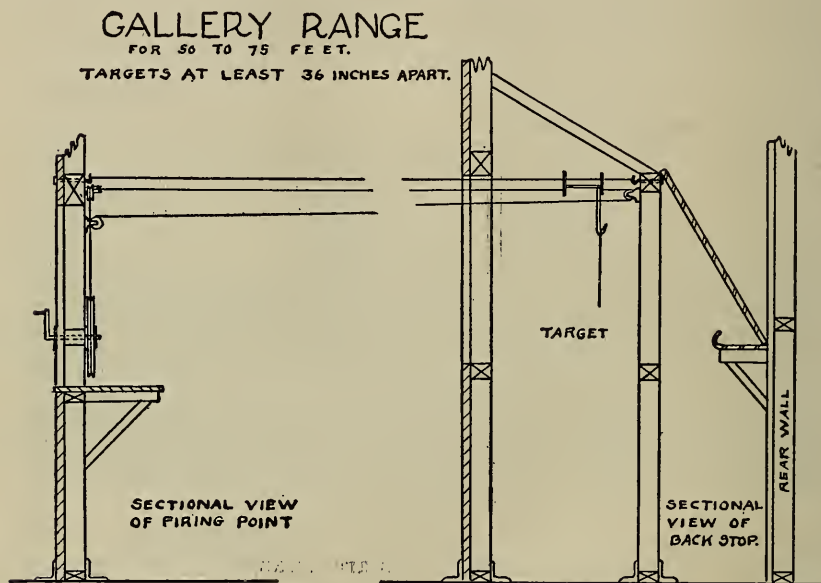 GALLERY RANGE
FOR 50 TO 75 FEET.
TARGETS AT LEAST 36 INCHES APART.
TARGET
REAR WALL
SECTIONAL VIEW
OF FIRING POINT
SECTIONAL
VIEW OF
BACK STOP.